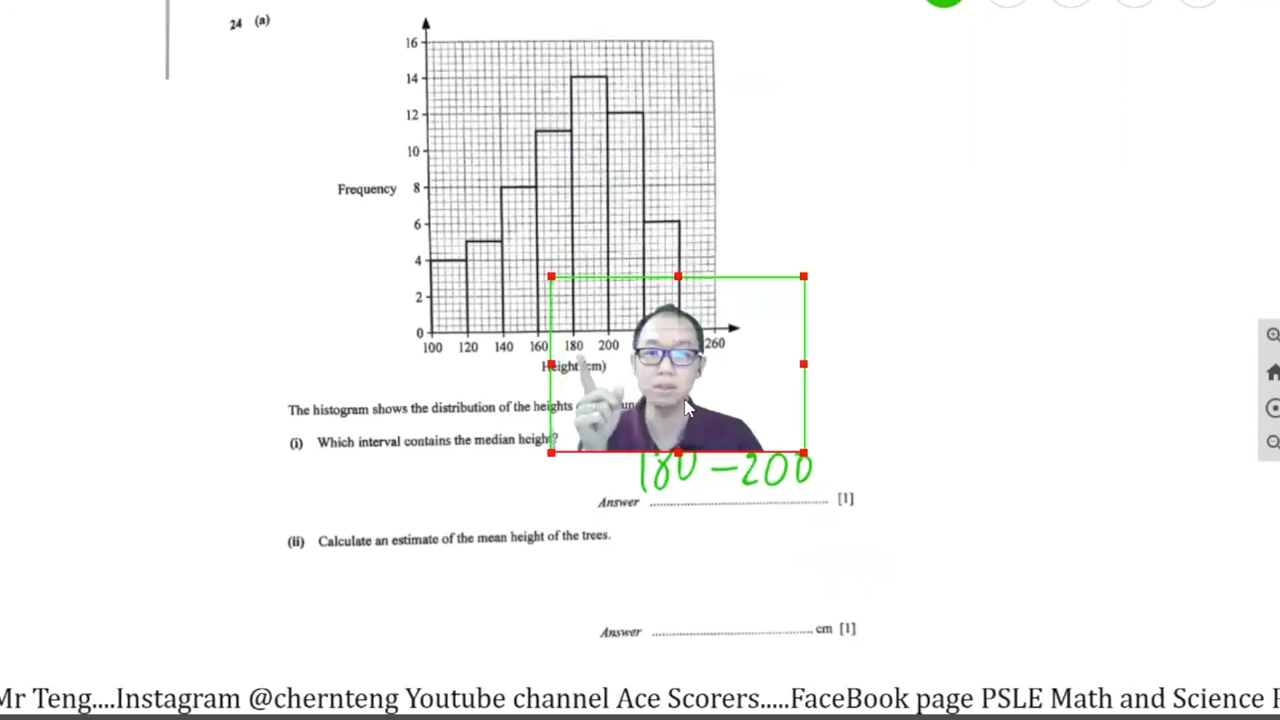 24 (a)
16
14
12
10
Frequency 8
6
4
2
0
100 120 140 160 180 200 260
Height (cm)
The histogram shows the distribution of the heights
(i) Which interval contains the median height?
180 - 200
Answer [1]
(ii) Calculate an estimate of the mean height of the trees.
Answer cm [1]
Mr Teng....Instagram @chernteng Youtube channel Ace Scorers.....FaceBook page PSLE Math and Science